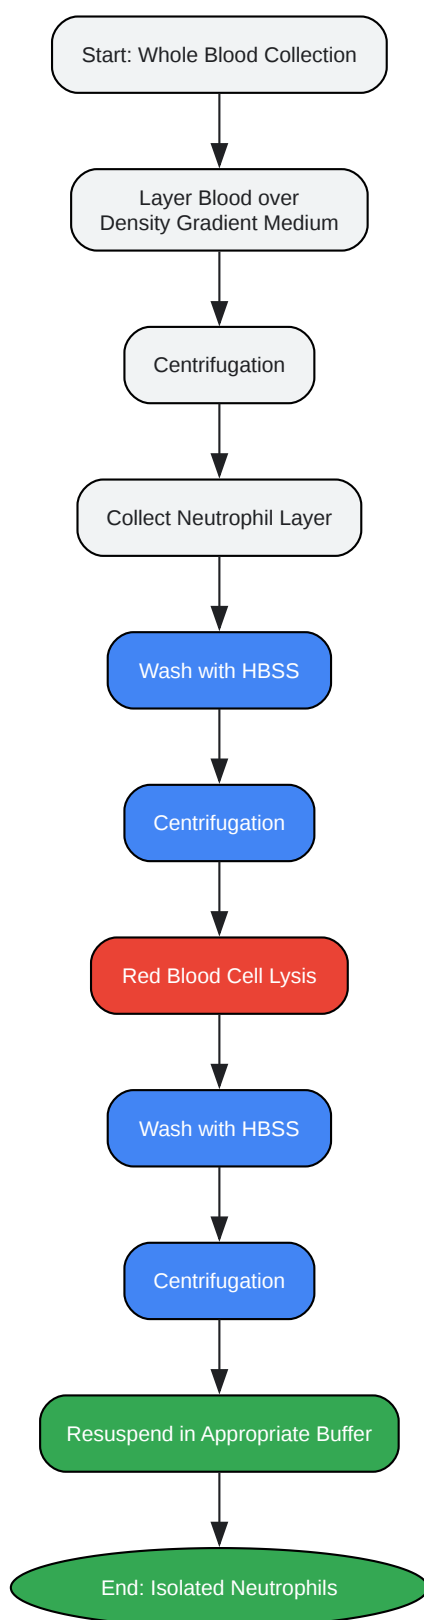 Start: Whole Blood Collection
Layer Blood over
Density Gradient Medium
Centrifugation
Collect Neutrophil Layer
Wash with HBSS
Centrifugation
Red Blood Cell Lysis
Wash with HBSS
Centrifugation
Resuspend in Appropriate Buffer
End: Isolated Neutrophils